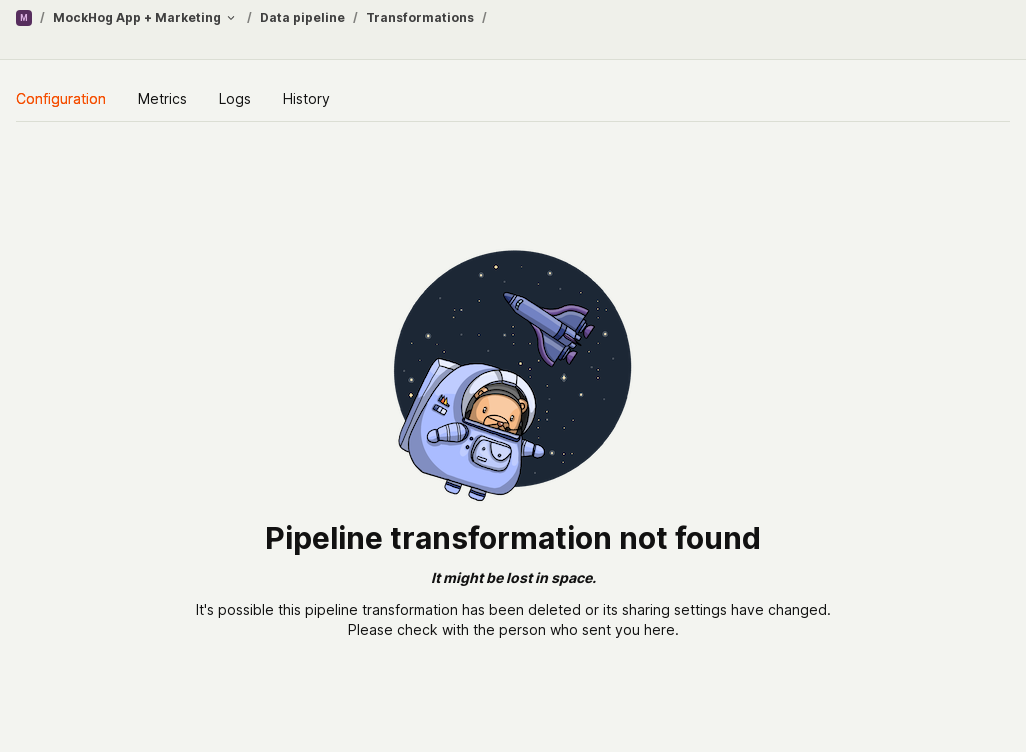 M / MockHog App + Marketing / Data pipeline / Transformations /
Configuration Metrics Logs History
Pipeline transformation not found
It might be lost in space.
It's possible this pipeline transformation has been deleted or its sharing settings have changed.
Please check with the person who sent you here.